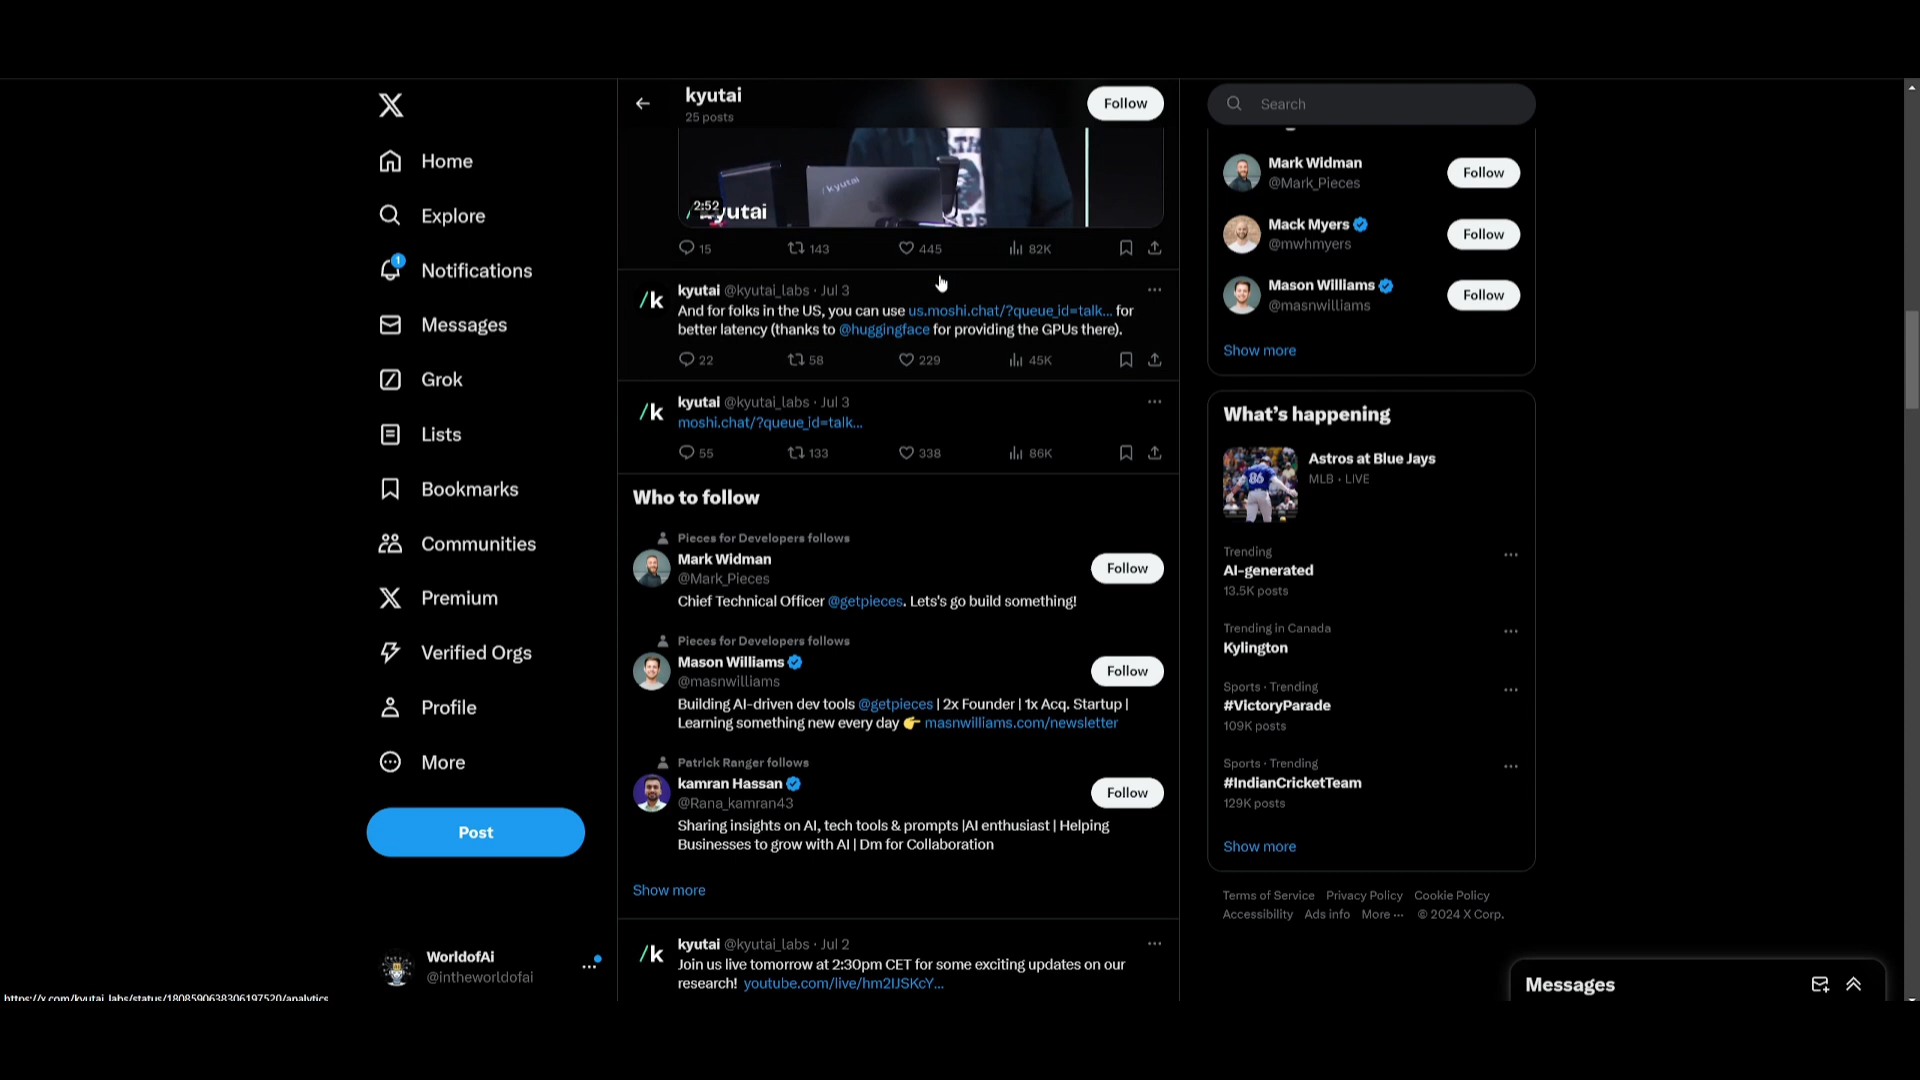 Home
Explore
1
Notifications
Messages
Grok
Lists
Bookmarks
Communities
Premium
Verified Orgs
Profile
More
Post
WorldofAi
@intheworldofai
kyutai
25 posts
Follow
/kyutai
2:52
15 143 445 82K
/k
kyutai @kyutai_labs · Jul 3
And for folks in the US, you can use us.moshi.chat/?queue_id=talk... for
better latency (thanks to @huggingface for providing the GPUs there).
22 58 229 45K
/k
kyutai @kyutai_labs · Jul 3
moshi.chat/?queue_id=talk...
55 133 338 86K
Who to follow
Pieces for Developers follows
Mark Widman
@Mark_Pieces
Follow
Chief Technical Officer @getpieces. Lets's go build something!
Pieces for Developers follows
Mason Williams
@masnwilliams
Follow
Building AI-driven dev tools @getpieces | 2x Founder | 1x Acq. Startup |
Learning something new every day 👉 masnwilliams.com/newsletter
Patrick Ranger follows
kamran Hassan
@Rana_kamran43
Follow
Sharing insights on AI, tech tools & prompts |AI enthusiast | Helping
Businesses to grow with AI | Dm for Collaboration
Show more
/k
kyutai @kyutai_labs · Jul 2
Join us live tomorrow at 2:30pm CET for some exciting updates on our
research! youtube.com/live/hm2IJSKcY...
Search
Mark Widman
@Mark_Pieces
Follow
Mack Myers
@mwhmyers
Follow
Mason Williams
@masnwilliams
Follow
Show more
What's happening
Astros at Blue Jays
MLB · LIVE
86
Trending
AI-generated
13.5K posts
Trending in Canada
Kylington
Sports · Trending
#VictoryParade
109K posts
Sports · Trending
#IndianCricketTeam
129K posts
Show more
Terms of Service Privacy Policy Cookie Policy
Accessibility Ads info More ··· © 2024 X Corp.
Messages
https://x.com/kyutai_labs/status/1808590638306197520/analytics